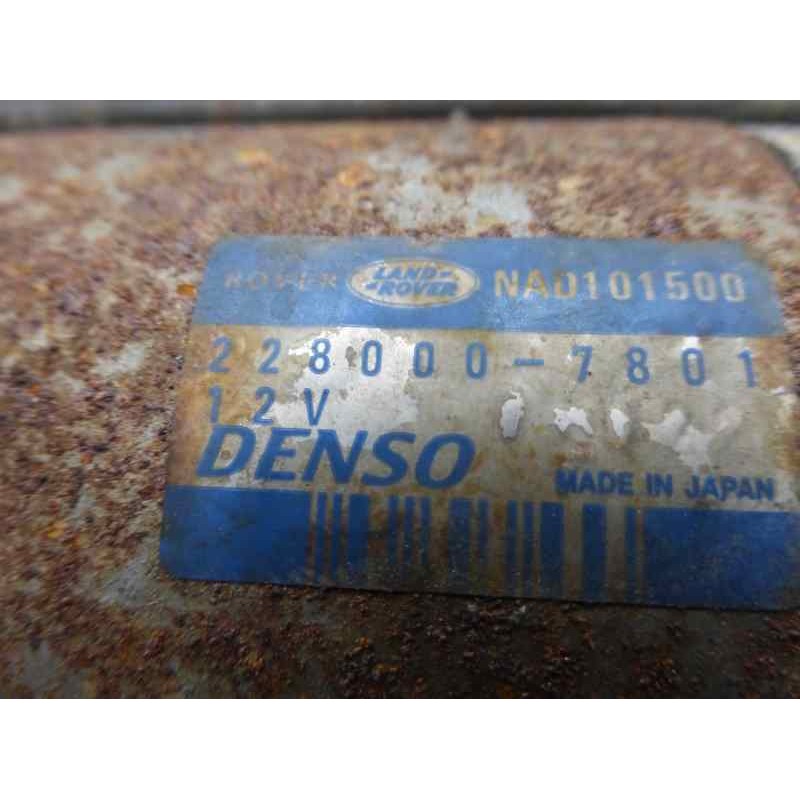 ROVER LAND-ROVER NAD101500
228000-7801
12V
DENSO MADE IN JAPAN